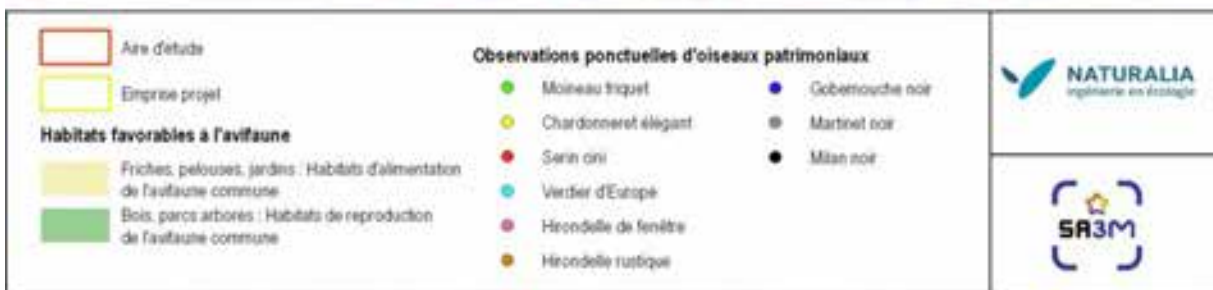 Aire d'étude
Emprise projet
Habitats favorables à l'avifaune
Friches, pelouses, jardins : Habitats d'alimentation
de l'avifaune commune
Bois, parcs arborés : Habitats de reproduction
de l'avifaune commune
Observations ponctuelles d'oiseaux patrimoniaux
Moineau friquet
Chardonneret élégant
Serin cini
Verdier d'Europe
Hirondelle de fenêtre
Hirondelle rustique
Gobemouche noir
Martinet noir
Milan noir
NATURALIA
ingénierie en écologie
SA3M